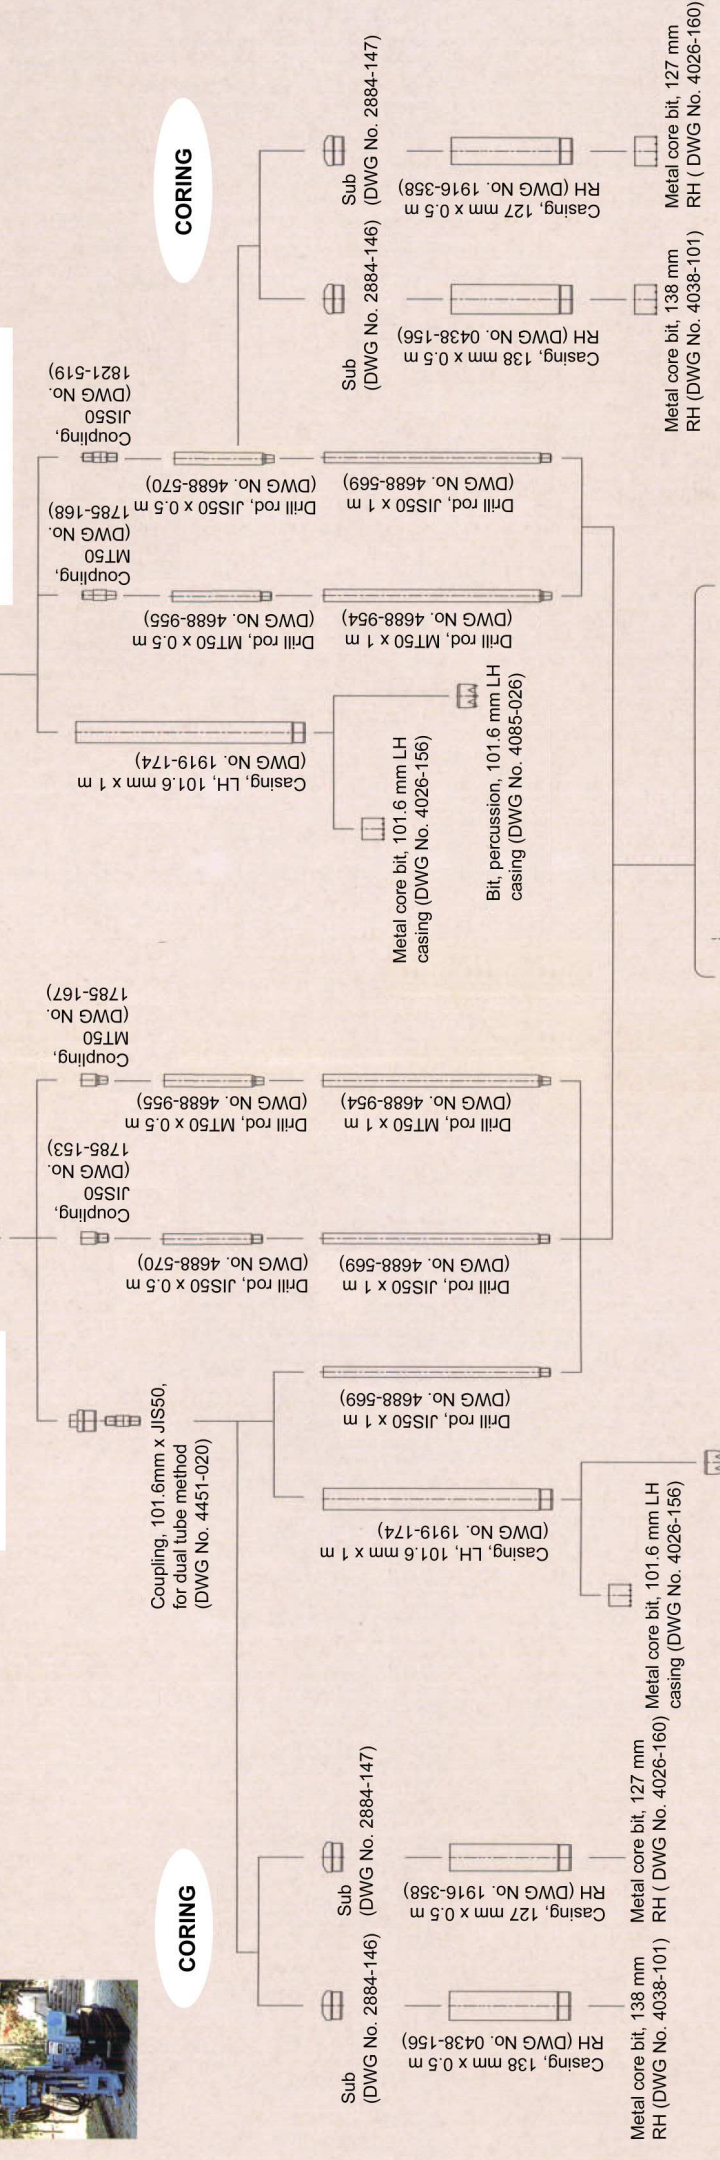 CORING
Sub
(DWG No. 2884-146)
Casing, 138 mm x 0.5 m
RH (DWG No. 0438-156)
Metal core bit, 138 mm
RH (DWG No. 4038-101)
Sub
(DWG No. 2884-147)
Casing, 127 mm x 0.5 m
RH (DWG No. 1916-358)
Metal core bit, 127 mm
RH ( DWG No. 4026-160)
Coupling, 101.6mm x JIS50,
for dual tube method
(DWG No. 4451-020)
Casing, LH, 101.6 mm x 1 m
(DWG No. 1919-174)
Metal core bit, 101.6 mm LH
casing (DWG No. 4026-156)
Drill rod, JIS50 x 1 m
(DWG No. 4688-569)
Coupling,
JIS50
(DWG No.
1785-153)
Drill rod, JIS50 x 0.5 m
(DWG No. 4688-570)
Drill rod, JIS50 x 1 m
(DWG No. 4688-569)
Coupling,
MT50
(DWG No.
1785-167)
Drill rod, MT50 x 0.5 m
(DWG No. 4688-955)
Drill rod, MT50 x 1 m
(DWG No. 4688-954)
Casing, LH, 101.6 mm x 1 m
(DWG No. 1919-174)
Metal core bit, 101.6 mm LH
casing (DWG No. 4026-156)
Bit, percussion, 101.6 mm LH
casing (DWG No. 4085-026)
Coupling,
MT50
(DWG No.
1785-168)
Drill rod, MT50 x 0.5 m
(DWG No. 4688-955)
Drill rod, MT50 x 1 m
(DWG No. 4688-954)
Coupling,
JIS50
(DWG No.
1821-519)
Drill rod, JIS50 x 0.5 m
(DWG No. 4688-570)
Drill rod, JIS50 x 1 m
(DWG No. 4688-569)
CORING
Sub
(DWG No. 2884-146)
Casing, 138 mm x 0.5 m
RH (DWG No. 0438-156)
Metal core bit, 138 mm
RH (DWG No. 4038-101)
Sub
(DWG No. 2884-147)
Casing, 127 mm x 0.5 m
RH (DWG No. 1916-358)
Metal core bit, 127 mm
RH ( DWG No. 4026-160)